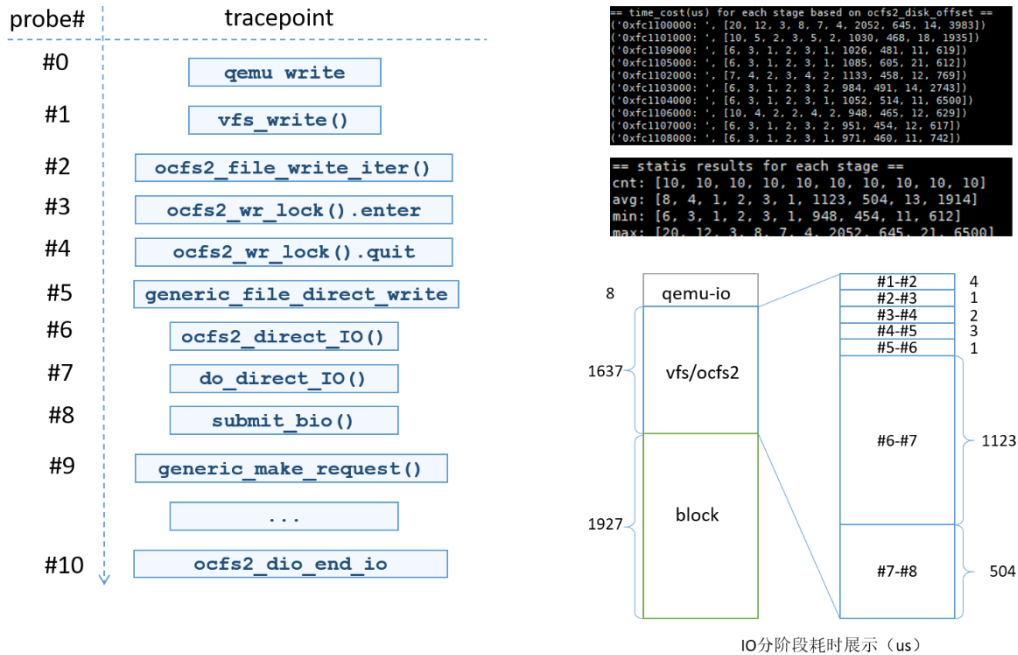 probe#
tracepoint
#0
qemu write
#1
vfs_write()
#2
ocfs2_file_write_iter()
#3
ocfs2_wr_lock().enter
#4
ocfs2_wr_lock().quit
#5
generic_file_direct_write
#6
ocfs2_direct_IO()
#7
do_direct_IO()
#8
submit_bio()
#9
generic_make_request()
...
#10
ocfs2_dio_end_io
== time_cost(us) for each stage based on ocfs2_disk_offset ==
('0xfc1100000: ', [20, 12, 3, 8, 7, 4, 2052, 645, 14, 3983])
('0xfc1101000: ', [10, 5, 2, 3, 5, 2, 1030, 468, 18, 1935])
('0xfc1109000: ', [6, 3, 1, 2, 3, 1, 1026, 481, 11, 619])
('0xfc1105000: ', [6, 3, 1, 2, 3, 1, 1085, 605, 21, 612])
('0xfc1102000: ', [7, 4, 2, 3, 4, 2, 1133, 458, 12, 769])
('0xfc1103000: ', [6, 3, 1, 2, 3, 2, 984, 491, 14, 2743])
('0xfc1104000: ', [6, 3, 1, 2, 3, 1, 1052, 514, 11, 6500])
('0xfc1106000: ', [10, 4, 2, 2, 4, 2, 948, 465, 12, 629])
('0xfc1107000: ', [6, 3, 1, 2, 3, 2, 951, 454, 12, 617])
('0xfc1108000: ', [6, 3, 1, 2, 3, 1, 971, 460, 11, 742])
== statis results for each stage ==
cnt: [10, 10, 10, 10, 10, 10, 10, 10, 10, 10]
avg: [8, 4, 1, 2, 3, 1, 1123, 504, 13, 1914]
min: [6, 3, 1, 2, 3, 1, 948, 454, 11, 612]
max: [20, 12, 3, 8, 7, 4, 2052, 645, 21, 6500]
8
qemu-io
1637
vfs/ocfs2
1927
block
#1-#2
4
#2-#3
1
#3-#4
2
#4-#5
3
#5-#6
1
#6-#7
1123
#7-#8
504
IO分阶段耗时展示（us）